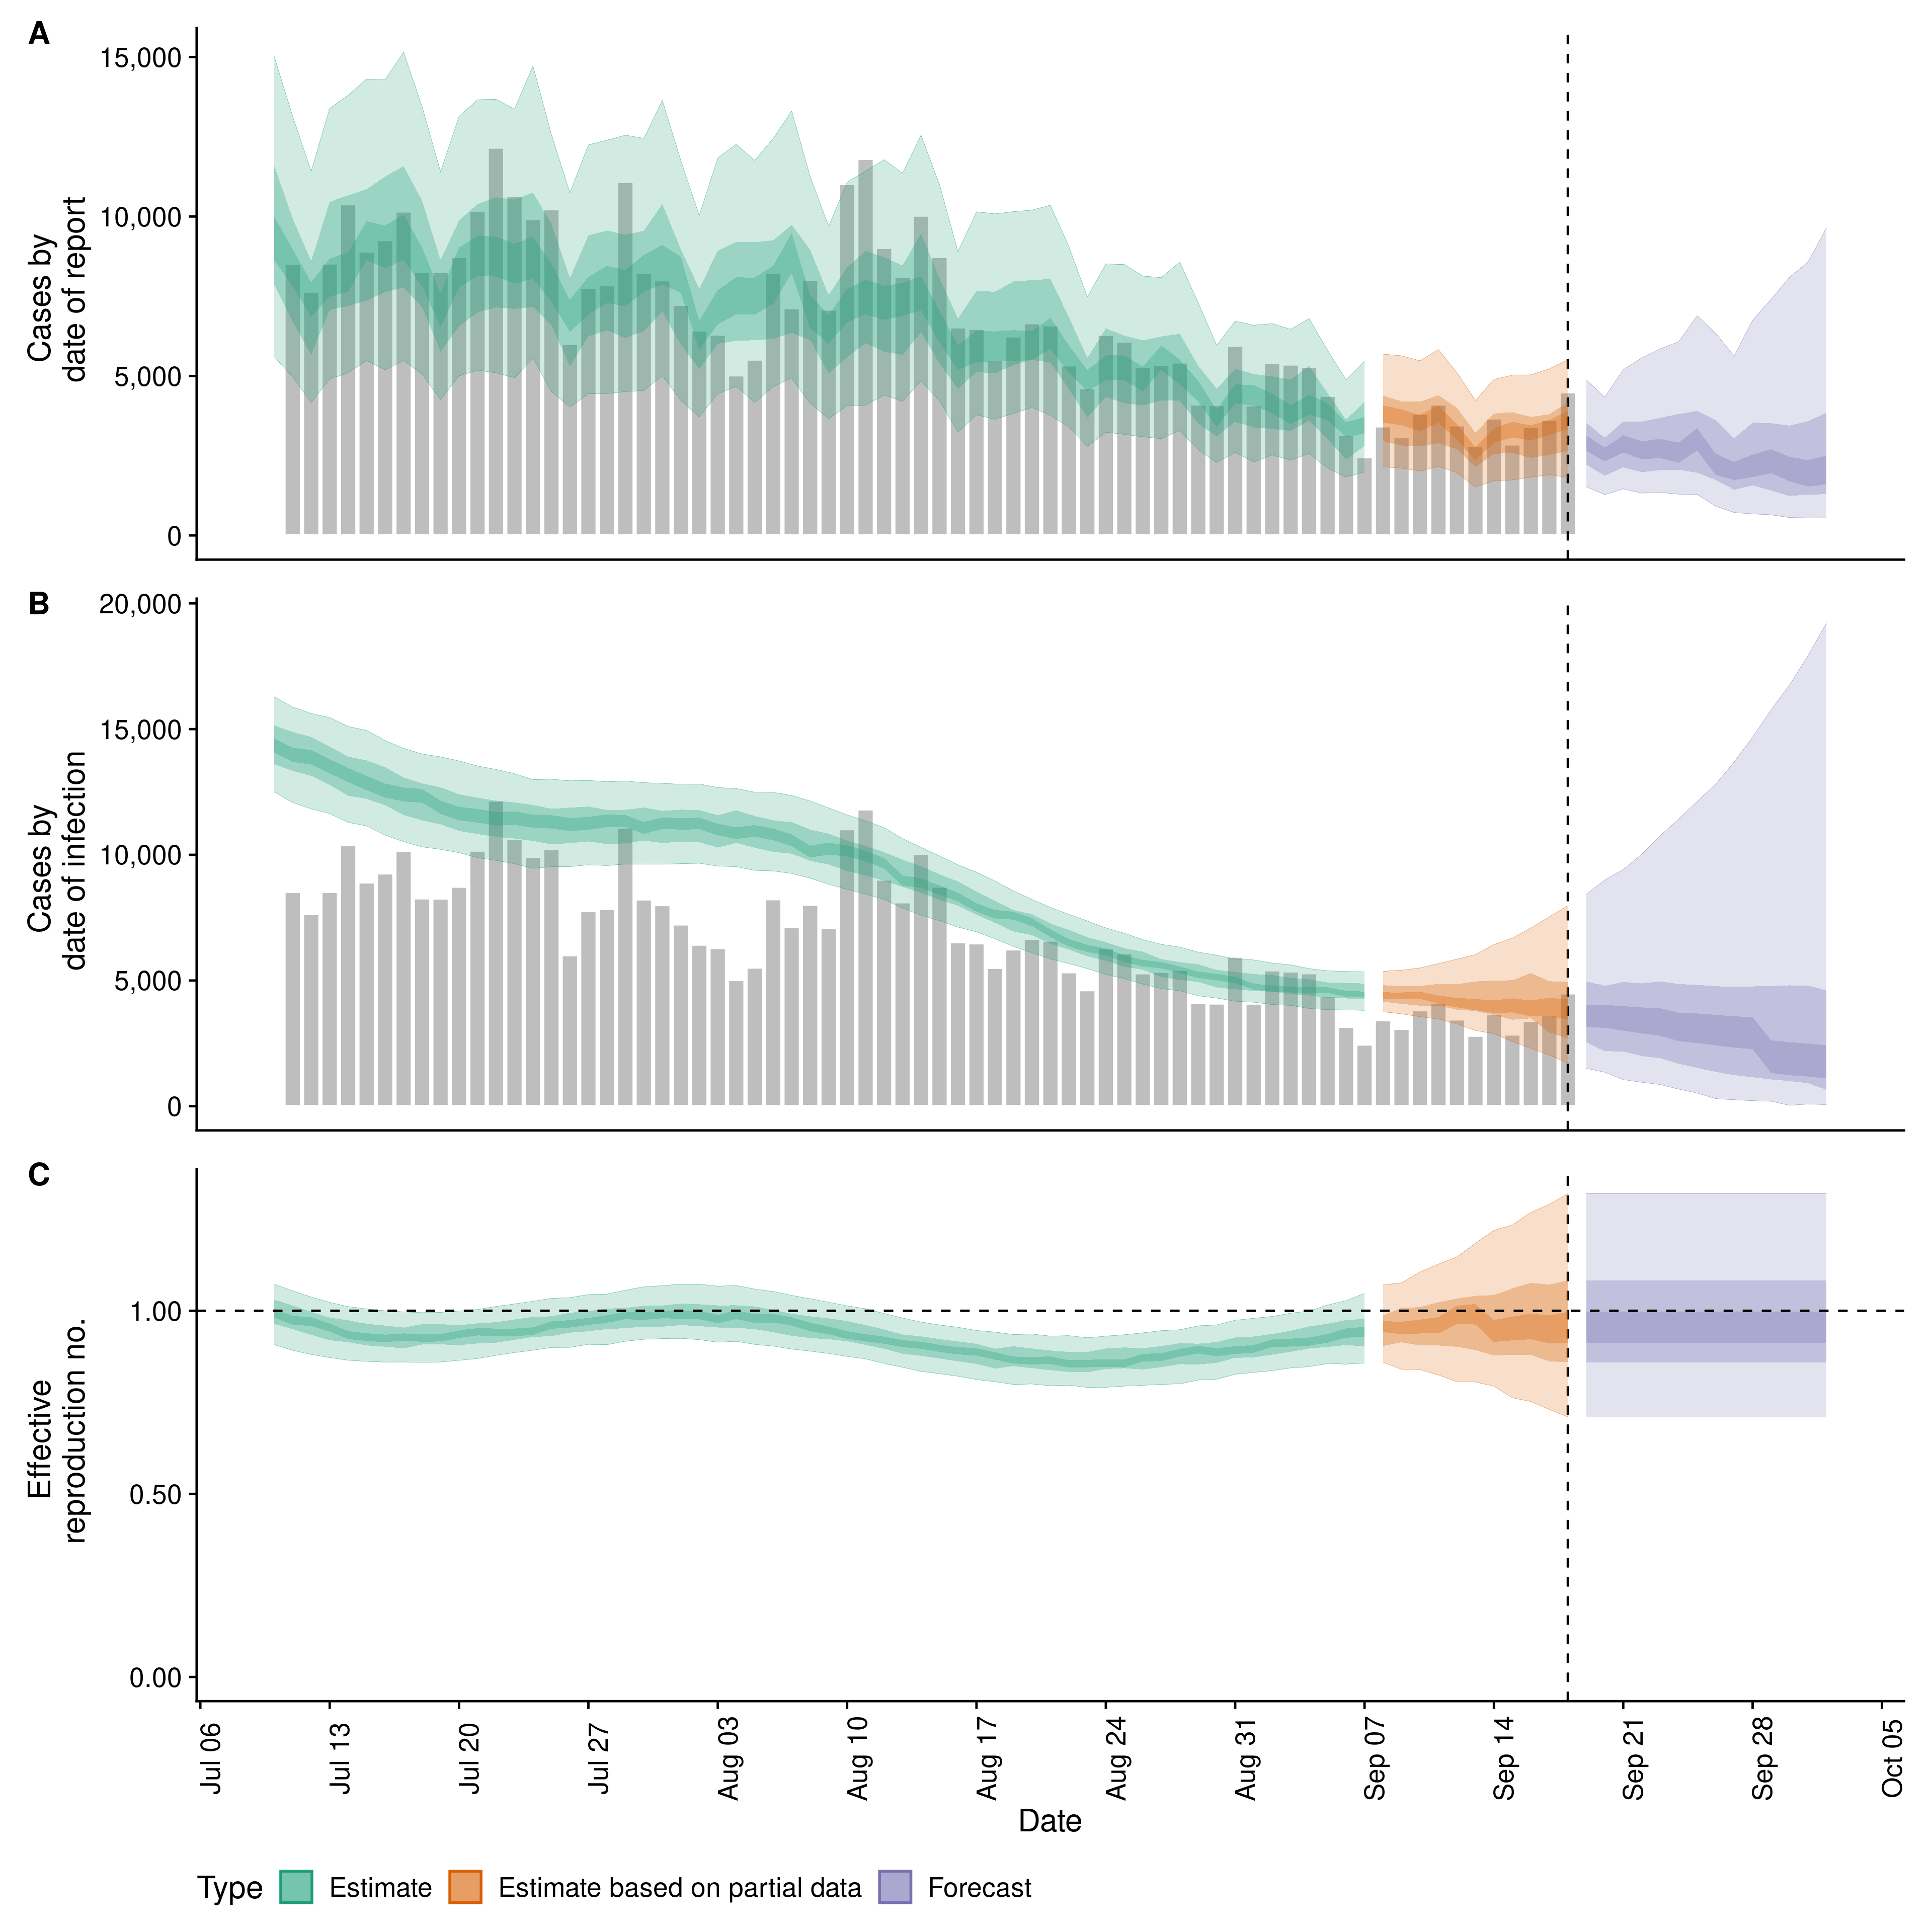 A
Cases by
date of report
15,000
10,000
5,000
0
B
Cases by
date of infection
20,000
15,000
10,000
5,000
0
C
Effective
reproduction no.
1.00
0.50
0.00
Jul 06
Jul 13
Jul 20
Jul 27
Aug 03
Aug 10
Aug 17
Aug 24
Aug 31
Sep 07
Sep 14
Sep 21
Sep 28
Oct 05
Date
Type Estimate Estimate based on partial data Forecast